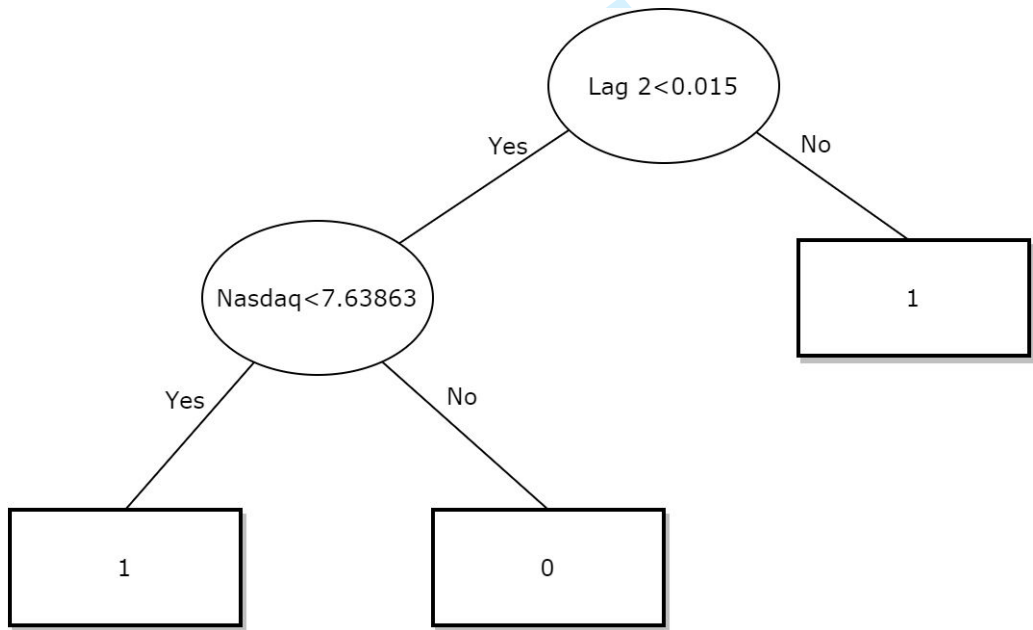 Lag 2<0.015
Yes
No
Nasdaq<7.63863
1
Yes
No
1
0